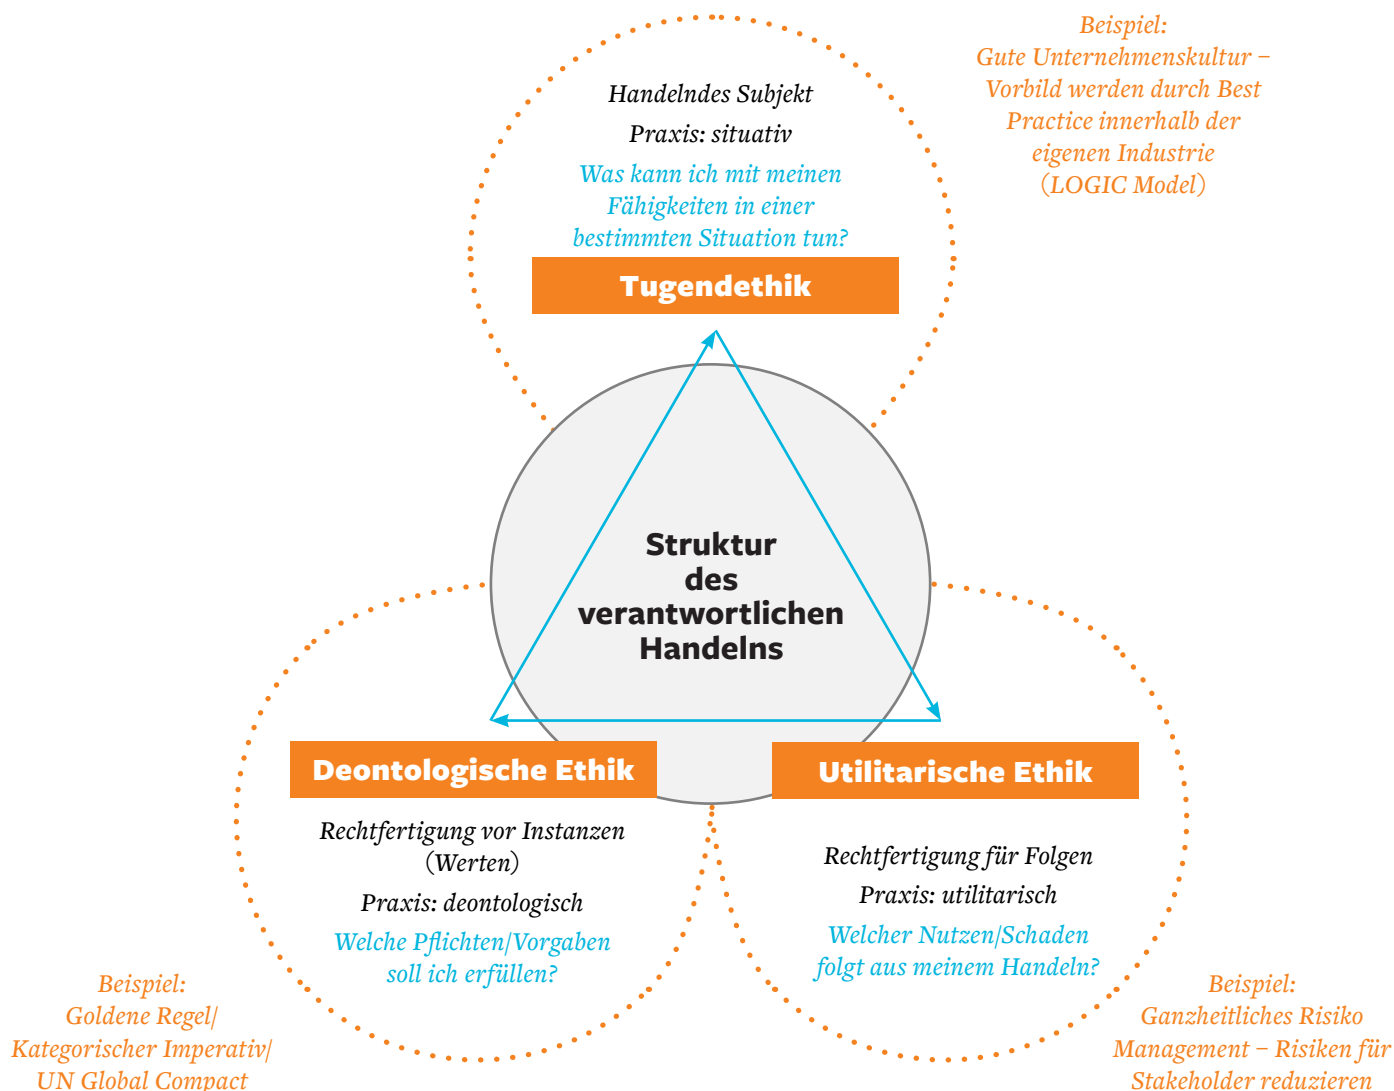 Beispiel:
Gute Unternehmenskultur –
Vorbild werden durch Best
Practice innerhalb der
eigenen Industrie
(LOGIC Model)
Handelndes Subjekt
Praxis: situativ
Was kann ich mit meinen
Fähigkeiten in einer
bestimmten Situation tun?
Tugendethik
Struktur
des
verantwortlichen
Handelns
Deontologische Ethik
Rechtfertigung vor Instanzen
(Werten)
Praxis: deontologisch
Welche Pflichten/Vorgaben
soll ich erfüllen?
Beispiel:
Goldene Regel/
Kategorischer Imperativ/
UN Global Compact
Utilitarische Ethik
Rechtfertigung für Folgen
Praxis: utilitarisch
Welcher Nutzen/Schaden
folgt aus meinem Handeln?
Beispiel:
Ganzheitliches Risiko
Management – Risiken für
Stakeholder reduzieren